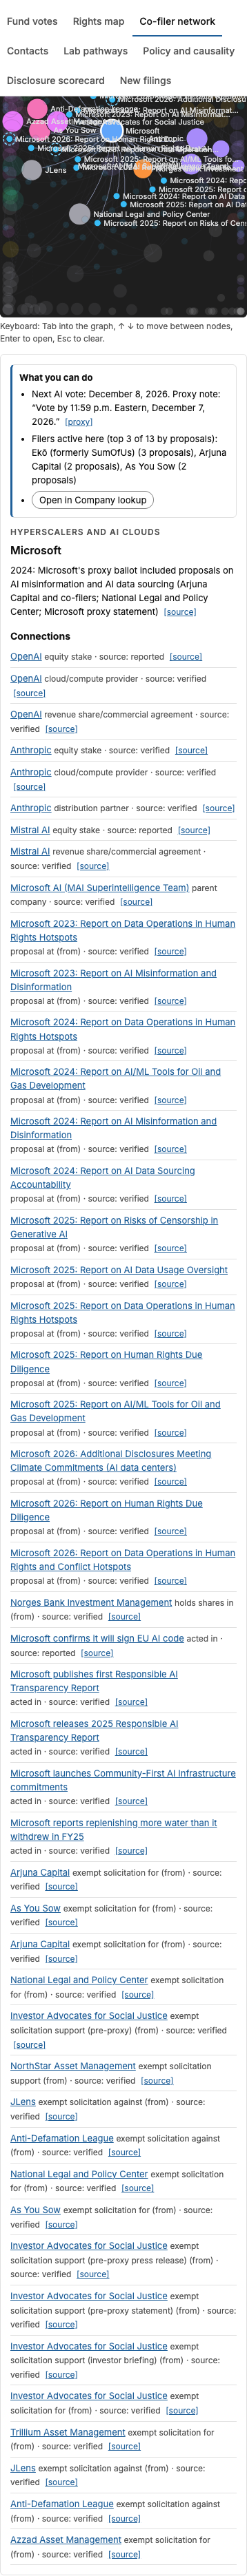 Fund votes Rights map Co-filer network
Contacts Lab pathways Policy and causality
Disclosure scorecard New filings
As You Sow
Microsoft
JLens
National Legal and Policy Center
Keyboard: Tab into the graph, ↑ ↓ to move between nodes,
Enter to open, Esc to clear.
What you can do
• Next AI vote: December 8, 2026. Proxy note:
“Vote by 11:59 p.m. Eastern, December 7,
2026.” [proxy]
• Filers active here (top 3 of 13 by proposals):
Ekō (formerly SumOfUs) (3 proposals), Arjuna
Capital (2 proposals), As You Sow (2
proposals)
• Open in Company lookup
HYPERSCALERS AND AI CLOUDS
Microsoft
2024: Microsoft's proxy ballot included proposals on
AI misinformation and AI data sourcing (Arjuna
Capital and co-filers; National Legal and Policy
Center; Microsoft proxy statement) [source]
Connections
OpenAI equity stake · source: reported [source]
OpenAI cloud/compute provider · source: verified
[source]
OpenAI revenue share/commercial agreement · source:
verified [source]
Anthropic equity stake · source: verified [source]
Anthropic cloud/compute provider · source: verified
[source]
Anthropic distribution partner · source: verified [source]
Mistral AI equity stake · source: reported [source]
Mistral AI revenue share/commercial agreement ·
source: verified [source]
Microsoft AI (MAI Superintelligence Team) parent
company · source: verified [source]
Microsoft 2023: Report on Data Operations in Human
Rights Hotspots
proposal at (from) · source: verified [source]
Microsoft 2023: Report on AI Misinformation and
Disinformation
proposal at (from) · source: verified [source]
Microsoft 2024: Report on Data Operations in Human
Rights Hotspots
proposal at (from) · source: verified [source]
Microsoft 2024: Report on AI/ML Tools for Oil and
Gas Development
proposal at (from) · source: verified [source]
Microsoft 2024: Report on AI Misinformation and
Disinformation
proposal at (from) · source: verified [source]
Microsoft 2024: Report on AI Data Sourcing
Accountability
proposal at (from) · source: verified [source]
Microsoft 2025: Report on Risks of Censorship in
Generative AI
proposal at (from) · source: verified [source]
Microsoft 2025: Report on AI Data Usage Oversight
proposal at (from) · source: verified [source]
Microsoft 2025: Report on Data Operations in Human
Rights Hotspots
proposal at (from) · source: verified [source]
Microsoft 2025: Report on Human Rights Due
Diligence
proposal at (from) · source: verified [source]
Microsoft 2025: Report on AI/ML Tools for Oil and
Gas Development
proposal at (from) · source: verified [source]
Microsoft 2026: Additional Disclosures Meeting
Climate Commitments (AI data centers)
proposal at (from) · source: verified [source]
Microsoft 2026: Report on Human Rights Due
Diligence
proposal at (from) · source: verified [source]
Microsoft 2026: Report on Data Operations in Human
Rights and Conflict Hotspots
proposal at (from) · source: verified [source]
Norges Bank Investment Management holds shares in
(from) · source: verified [source]
Microsoft confirms it will sign EU AI code acted in ·
source: reported [source]
Microsoft publishes first Responsible AI
Transparency Report
acted in · source: verified [source]
Microsoft releases 2025 Responsible AI
Transparency Report
acted in · source: verified [source]
Microsoft launches Community-First AI Infrastructure
commitments
acted in · source: verified [source]
Microsoft reports replenishing more water than it
withdrew in FY25
acted in · source: verified [source]
Arjuna Capital exempt solicitation for (from) · source:
verified [source]
As You Sow exempt solicitation for (from) · source:
verified [source]
Arjuna Capital exempt solicitation for (from) · source:
verified [source]
National Legal and Policy Center exempt solicitation
for (from) · source: verified [source]
Investor Advocates for Social Justice exempt
solicitation support (pre-proxy) (from) · source: verified
[source]
NorthStar Asset Management exempt solicitation
support (from) · source: verified [source]
JLens exempt solicitation against (from) · source:
verified [source]
Anti-Defamation League exempt solicitation against
(from) · source: verified [source]
National Legal and Policy Center exempt solicitation
for (from) · source: verified [source]
As You Sow exempt solicitation for (from) · source:
verified [source]
Investor Advocates for Social Justice exempt
solicitation support (pre-proxy press release) (from) ·
source: verified [source]
Investor Advocates for Social Justice exempt
solicitation support (pre-proxy statement) (from) · source:
verified [source]
Investor Advocates for Social Justice exempt
solicitation support (investor briefing) (from) · source:
verified [source]
Investor Advocates for Social Justice exempt
solicitation for (from) · source: verified [source]
Trillium Asset Management exempt solicitation for
(from) · source: verified [source]
JLens exempt solicitation against (from) · source:
verified [source]
Anti-Defamation League exempt solicitation against
(from) · source: verified [source]
Azzad Asset Management exempt solicitation for
(from) · source: verified [source]